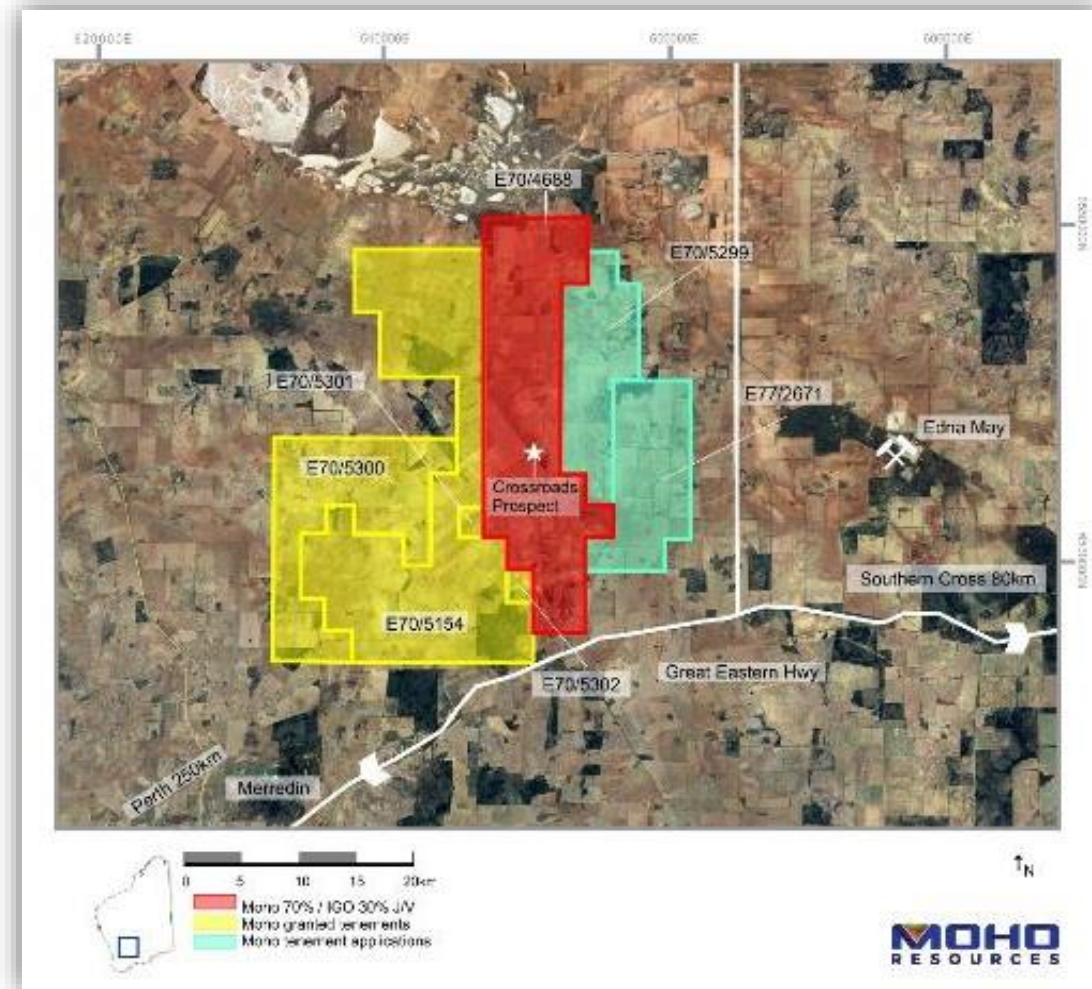 E70/4688
E70/5299
E70/5301
E77/2671
Edna May
E70/5300
Crossroads
Prospect
Southern Cross 80km
E70/5154
Great Eastern Hwy
E70/5302
Perth 250km
Merredin
0 5 10 15 20km
N
Moho 70% / IGO 30% J/V
Moho granted tenements
Moho tenement applications
MOHO
RESOURCES